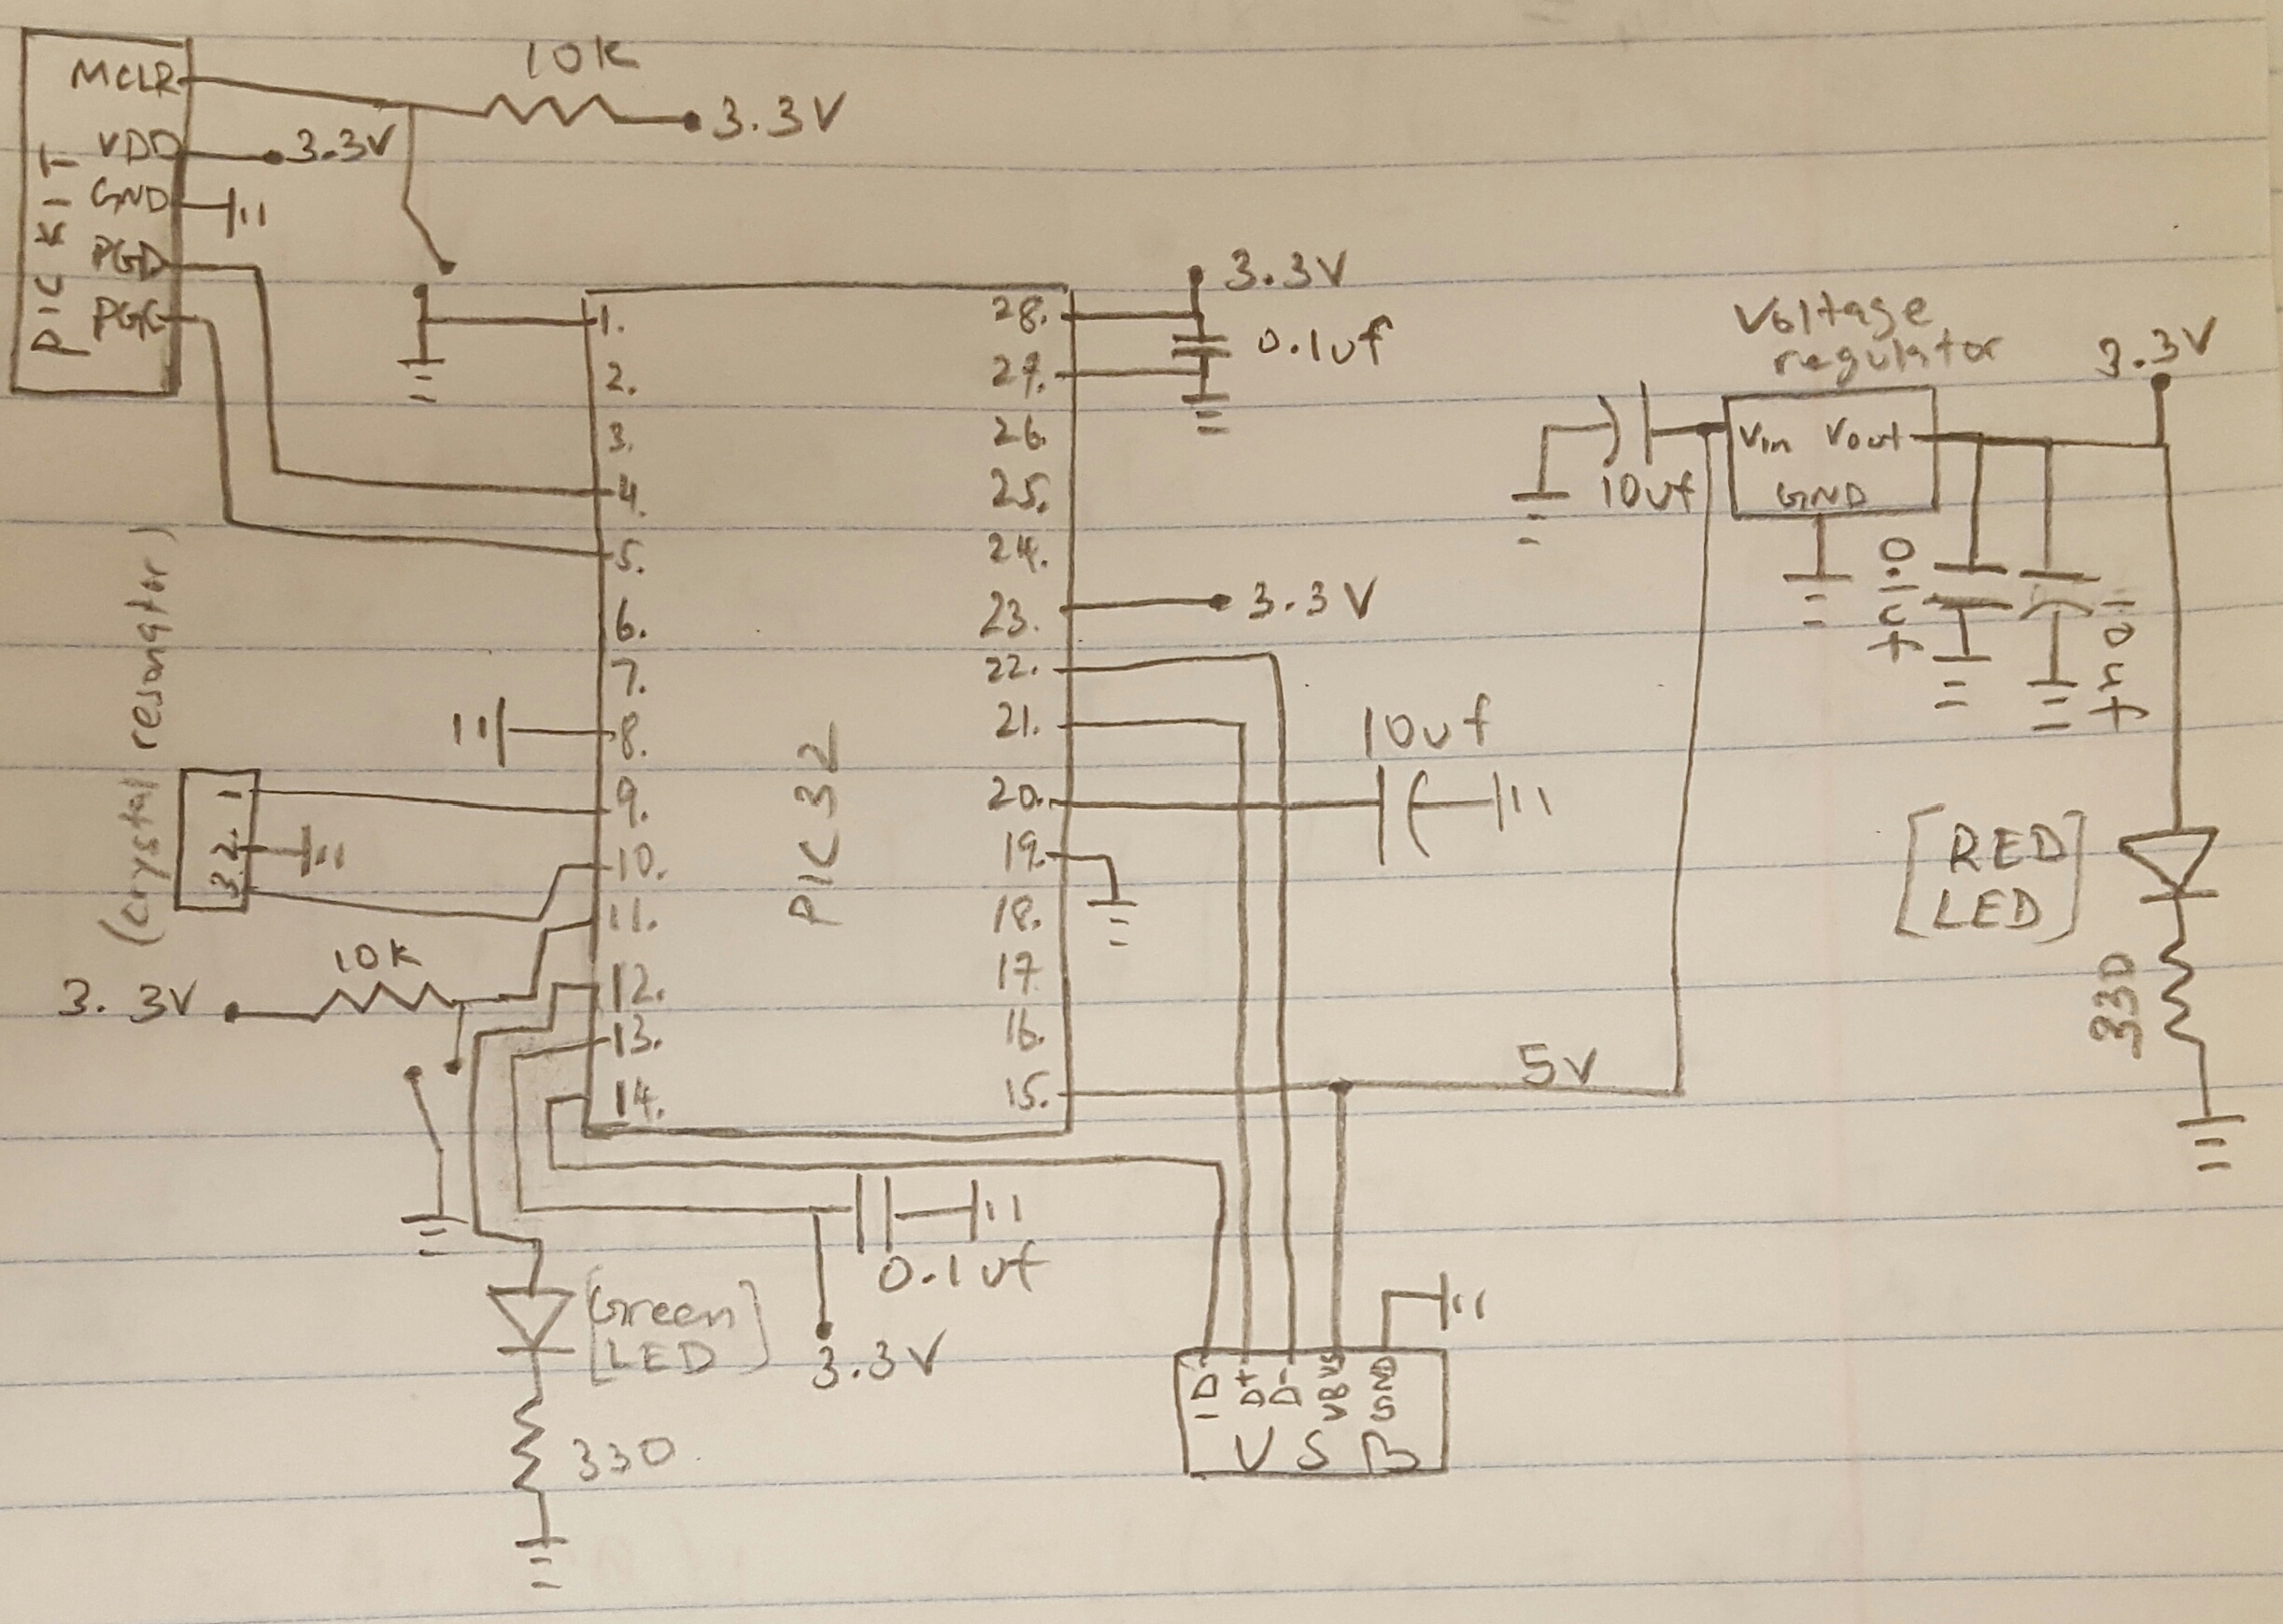 PIC KIT
MCLR
VDD
GND
PGD
PGC
10K
3.3V
3.3V
1.
2.
3.
4.
5.
6.
7.
8.
9.
10.
11.
12.
13.
14.
PIC32
28.
27.
26.
25.
24.
23.
22.
21.
20.
19.
18.
17
16.
15.
3.3V
0.1uf
3.3V
10uf
5V
Voltage
regulator
Vin Vout
GND
10uf
3.3V
0.1uf
10uf
[RED
LED]
330
(crystal resonator)
1
2.
3.
10K
3.3V
0.1uf
3.3V
[Green
LED]
330
ID
D+
D-
VBUS
GND
USB